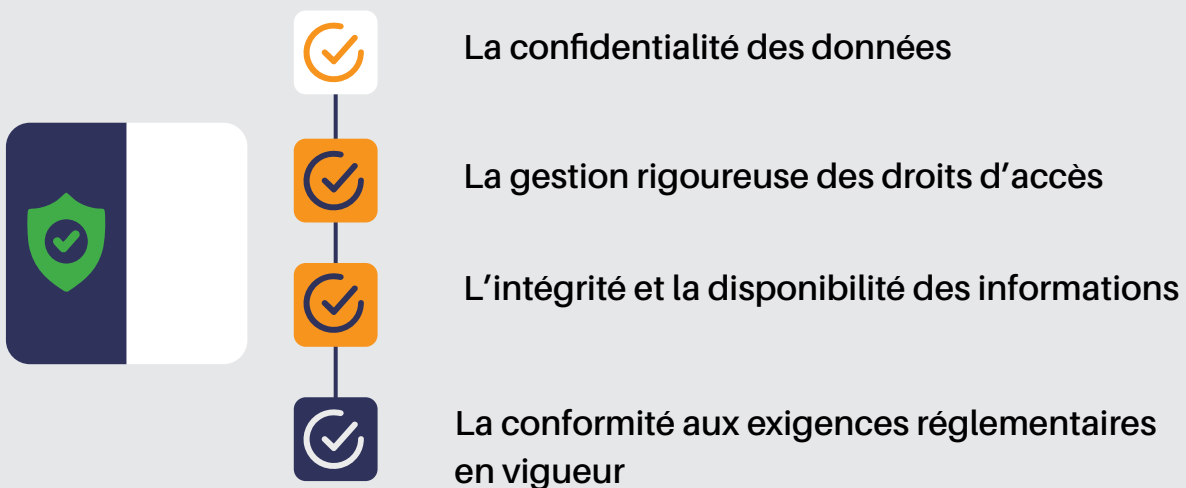 La confidentialité des données
La gestion rigoureuse des droits d’accès
L’intégrité et la disponibilité des informations
La conformité aux exigences réglementaires
en vigueur